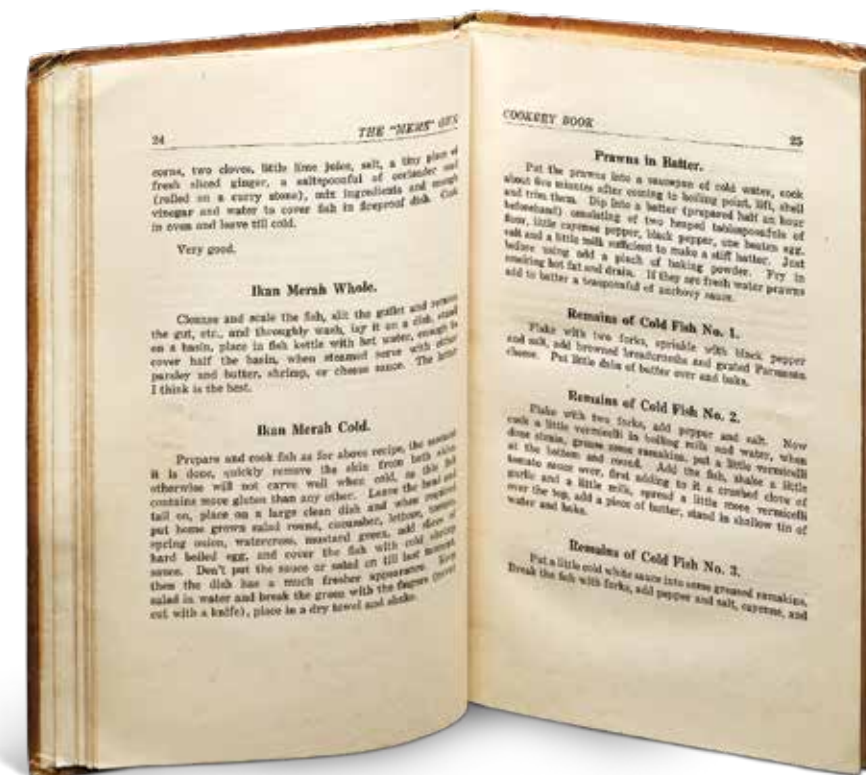 24
THE "MEMS" OWN
corns, two cloves, little lime juice, salt, a tiny piece of
fresh sliced ginger, a saltspoonful of coriander and
(rolled on a curry stone), mix ingredients and enough
vinegar and water to cover fish in fireproof dish. Cook
in oven and leave till cold.
Very good.
Ikan Merah Whole.
Cleanse and scale the fish, slit the gullet and remove
the gut, etc., and throughly wash, lay it on a dish, stand
on a basin, place in fish kettle with hot water, enough to
cover half the basin, when steamed serve with either
parsley and butter, shrimp, or cheese sauce. The latter
I think is the best.
Ikan Merah Cold.
Prepare and cook fish as for above recipe, the moment
it is done, quickly remove the skin from both sides,
otherwise will not carve well when cold, as this fish
contains more gluten than any other. Leave the head and
tail on, place on a large clean dish and when required
put home grown salad round, cucumber, lettuce, tomato,
spring onion, watercress, mustard green, add slices of
hard boiled egg, and cover the fish with cold shrimp
sauce. Don't put the sauce or salad on till last moment,
then the dish has a much fresher appearance. Keep
salad in water and break the green with the fingers (never
cut with a knife), place in a dry towel and shake.
COOKERY BOOK
25
Prawns in Batter.
Put the prawns into a saucepan of cold water, cook
about five minutes after coming to boiling point, lift, shell
and trim them. Dip into a batter (prepared half an hour
beforehand) consisting of two heaped tablespoonfuls of
flour, little cayenne pepper, black pepper, one beaten egg,
salt and a little milk sufficient to make a stiff batter. Just
before using add a pinch of baking powder. Fry in
smoking hot fat and drain. If they are fresh water prawns
add to batter a teaspoonful of anchovy sauce.
Remains of Cold Fish No. 1.
Flake with two forks, sprinkle with black pepper
and salt, add browned breadcrumbs and grated Parmesan
cheese. Put little dabs of butter over and bake.
Remains of Cold Fish No. 2.
Flake with two forks, add pepper and salt. Now
cook a little vermicelli in boiling milk and water, when
done strain, grease some ramakins, put a little vermicelli
at the bottom and round. Add the fish, shake a little
tomato sauce over, first adding to it a crushed clove of
garlic and a little milk, spread a little more vermicelli
over the top, add a piece of butter, stand in shallow tin of
water and bake.
Remains of Cold Fish No. 3.
Put a little cold white sauce into some greased ramakins,
Break the fish with forks, add pepper and salt, cayenne, and